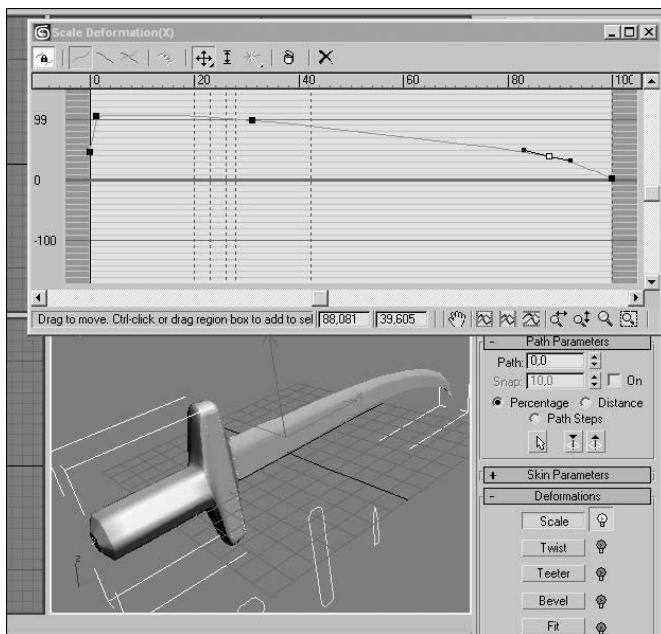 Scale Deformation(X)
0 20 40 60 80 100
99
0
-100
Drag to move. Ctrl-click or drag region box to add to sel 88,081 39,605
- Path Parameters
Path: 0,0
Snap: 10,0 On
Percentage Distance
Path Steps
+ Skin Parameters
- Deformations
Scale
Twist
Teeter
Bevel
Fit
z